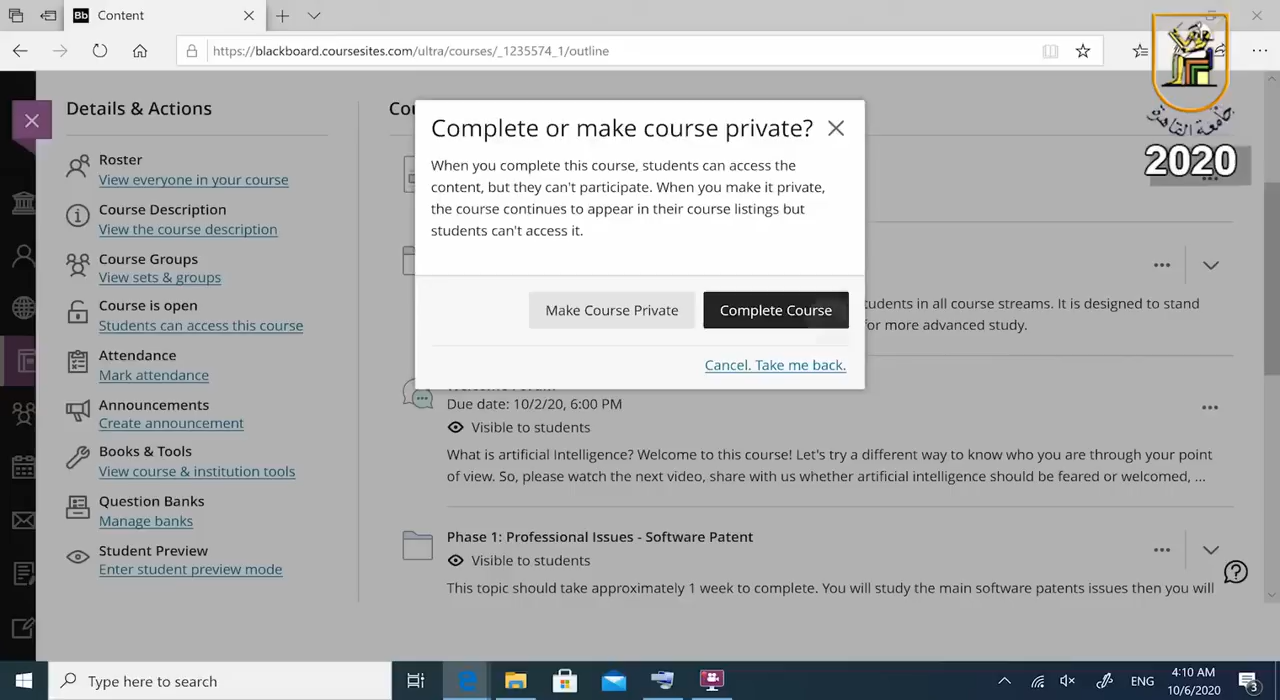 Bb Content
https://blackboard.coursesites.com/ultra/courses/_1235574_1/outline
جامعة القاهرة
2020
Details & Actions
Roster
View everyone in your course
Course Description
View the course description
Course Groups
View sets & groups
Course is open
Students can access this course
Attendance
Mark attendance
Announcements
Create announcement
Books & Tools
View course & institution tools
Question Banks
Manage banks
Student Preview
Enter student preview mode
Cou
Complete or make course private?
When you complete this course, students can access the
content, but they can't participate. When you make it private,
the course continues to appear in their course listings but
students can't access it.
Make Course Private
Complete Course
Cancel. Take me back.
tudents in all course streams. It is designed to stand
for more advanced study.
Welcome Forum
Due date: 10/2/20, 6:00 PM
Visible to students
What is artificial Intelligence? Welcome to this course! Let's try a different way to know who you are through your point
of view. So, please watch the next video, share with us whether artificial intelligence should be feared or welcomed, ...
Phase 1: Professional Issues - Software Patent
Visible to students
This topic should take approximately 1 week to complete. You will study the main software patents issues then you will
Type here to search
ENG
4:10 AM
10/6/2020
3